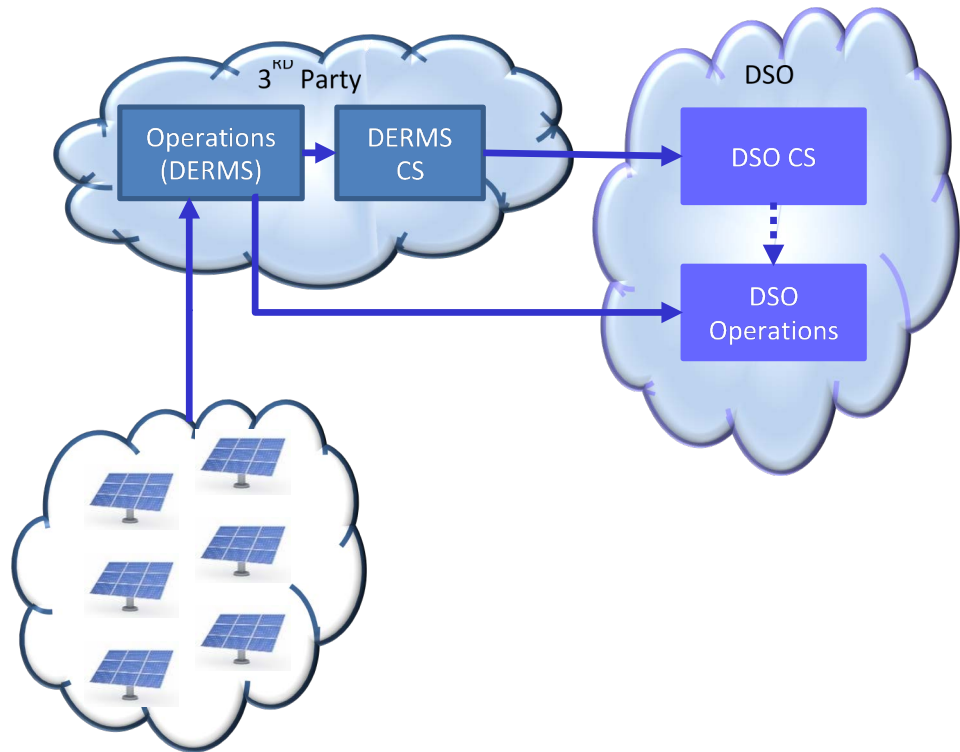 3RD Party
DSO
Operations
(DERMS)
DERMS
CS
DSO CS
DSO
Operations